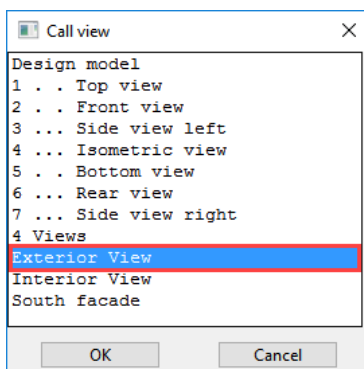 Call view
Design model
1 . . Top view
2 . . Front view
3 ... Side view left
4 ... Isometric view
5 . . Bottom view
6 ... Rear view
7 ... Side view right
4 Views
Exterior View
Interior View
South facade
OK Cancel